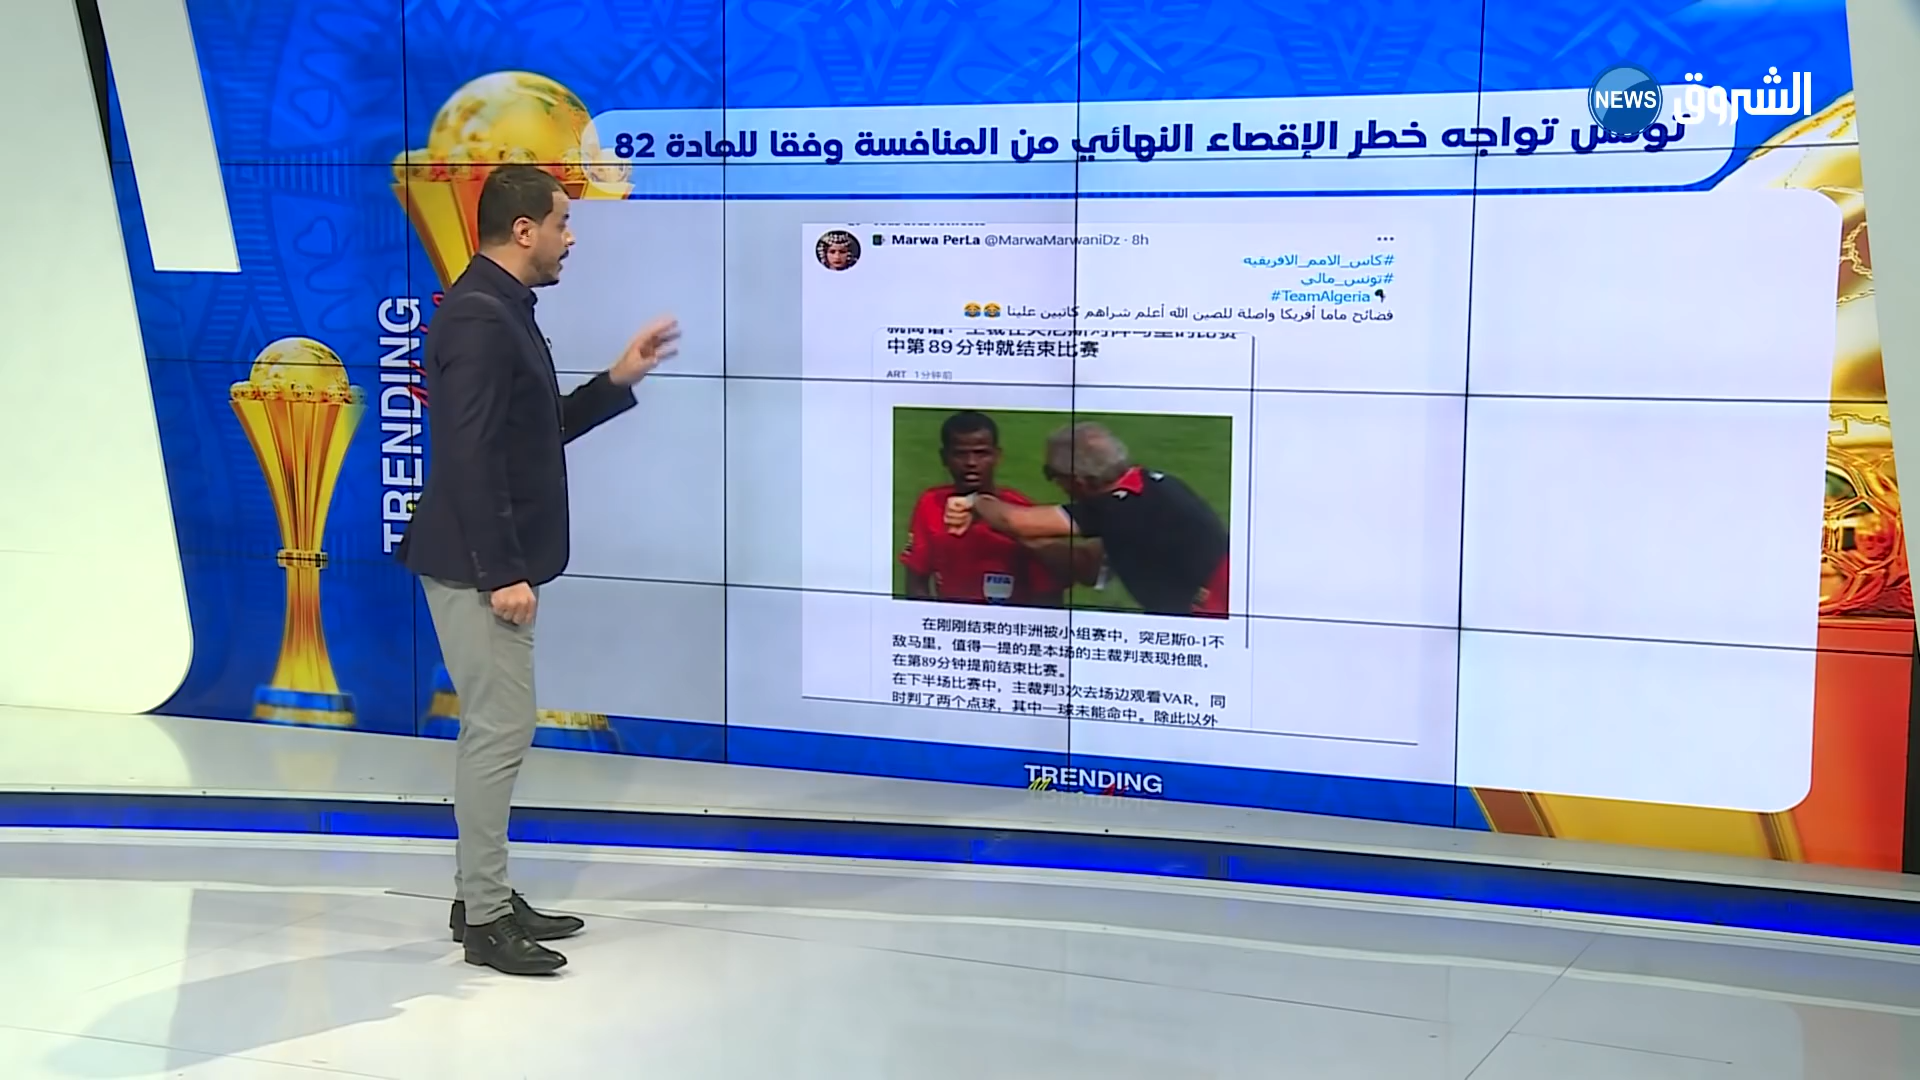 NEWS الشروق
تونس تواجه خطر الإقصاء النهائي من المنافسة وفقا للمادة 82
TRENDING
Marwa PerLa @MarwaMarwaniDz · 8h
#كاس_الامم_الافريقيه
#تونس_مالي
#TeamAlgeria
فضائح ماما أفريكا واصلة للصين الله أعلم شراهم كاتبين علينا 😂😂
中第89分钟就结束比赛
ART 1分钟前
FIFA
在刚刚结束的非洲被小组赛中，突尼斯0-1不
敌马里，值得一提的是本场的主裁判表现抢眼，
在第89分钟提前结束比赛。
在下半场比赛中，主裁判3次去场边观看VAR，同
时判了两个点球，其中一球未能命中。除此以外
TRENDING